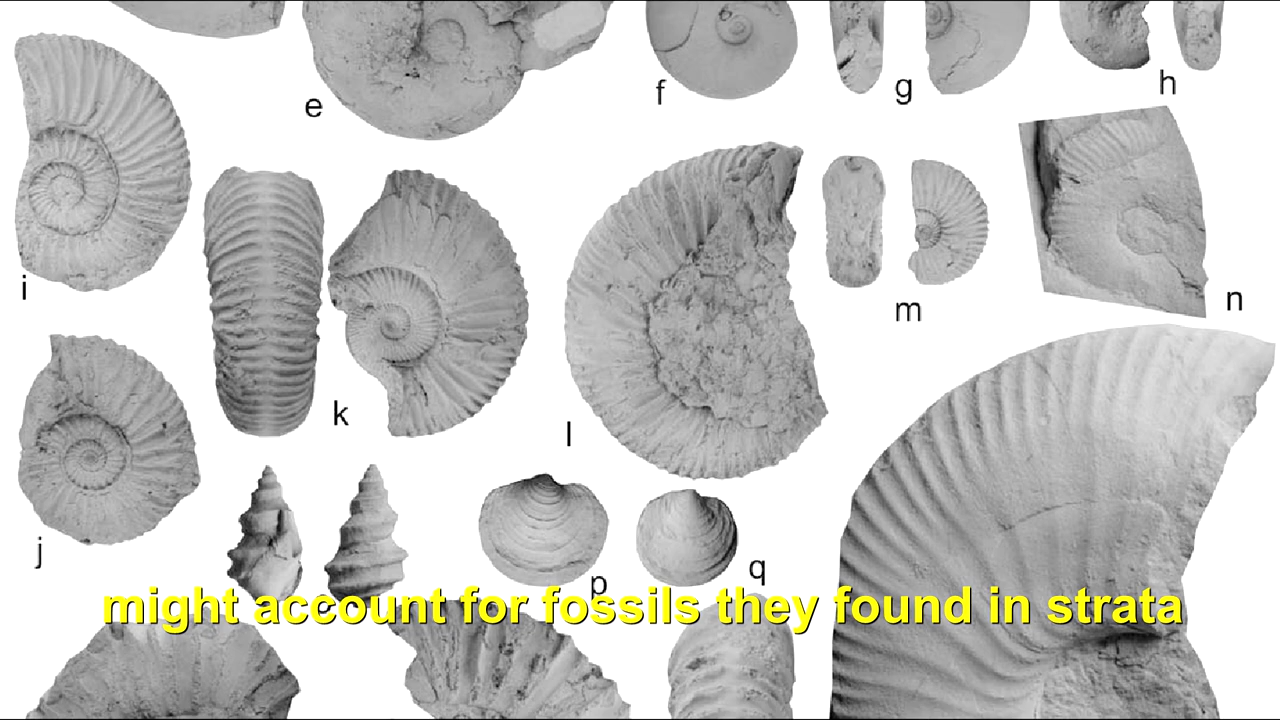 e
f
g
h
i
k
l
m
n
j
p
q
might account for fossils they found in strata